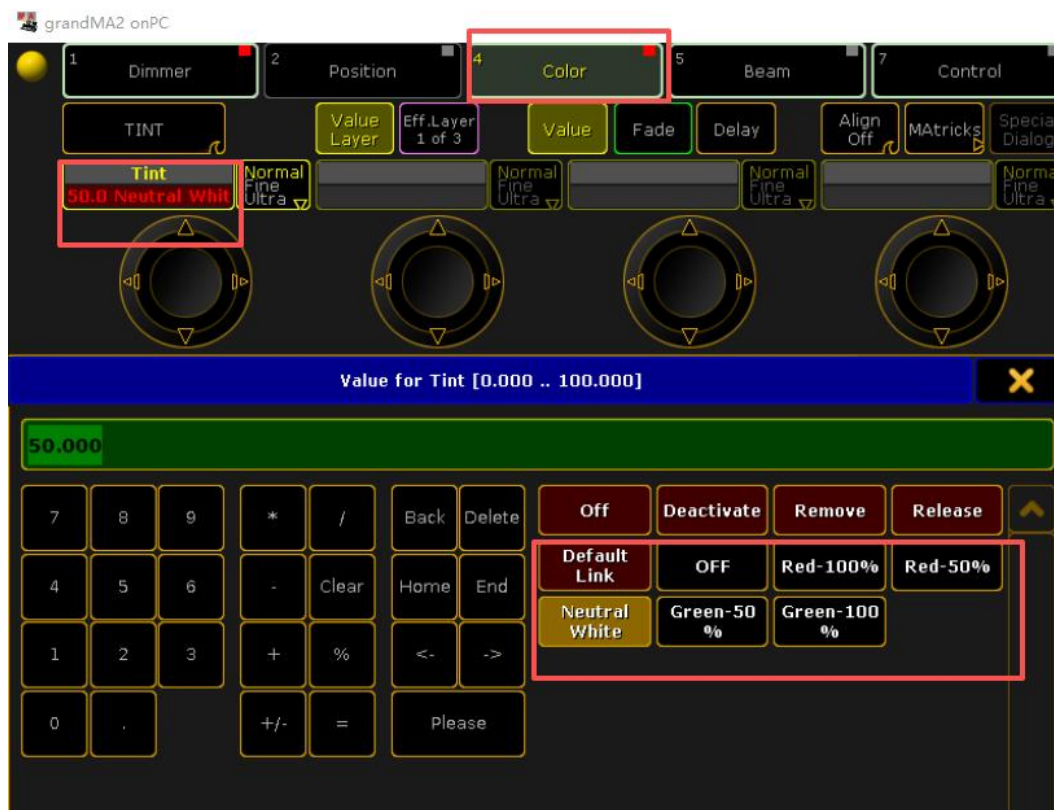 grandMA2 onPC
1 Dimmer
2 Position
4 Color
5 Beam
7 Control
TINT
Value Layer
Eff.Layer 1 of 3
Value
Fade
Delay
Align Off
MAtricks
Specia
Dialog
Tint
50.0 Neutral Whit
Normal
Fine
Ultra
Normal
Fine
Ultra
Normal
Fine
Ultra
Norma
Fine
Ultra
Value for Tint [0.000 .. 100.000]
50.000
7 8 9 * / Back Delete
Off Deactivate Remove Release
4 5 6 - Clear Home End
Default Link
OFF
Red-100%
Red-50%
Neutral White
Green-50 %
Green-100 %
1 2 3 + % <- ->
0 . +/- = Please